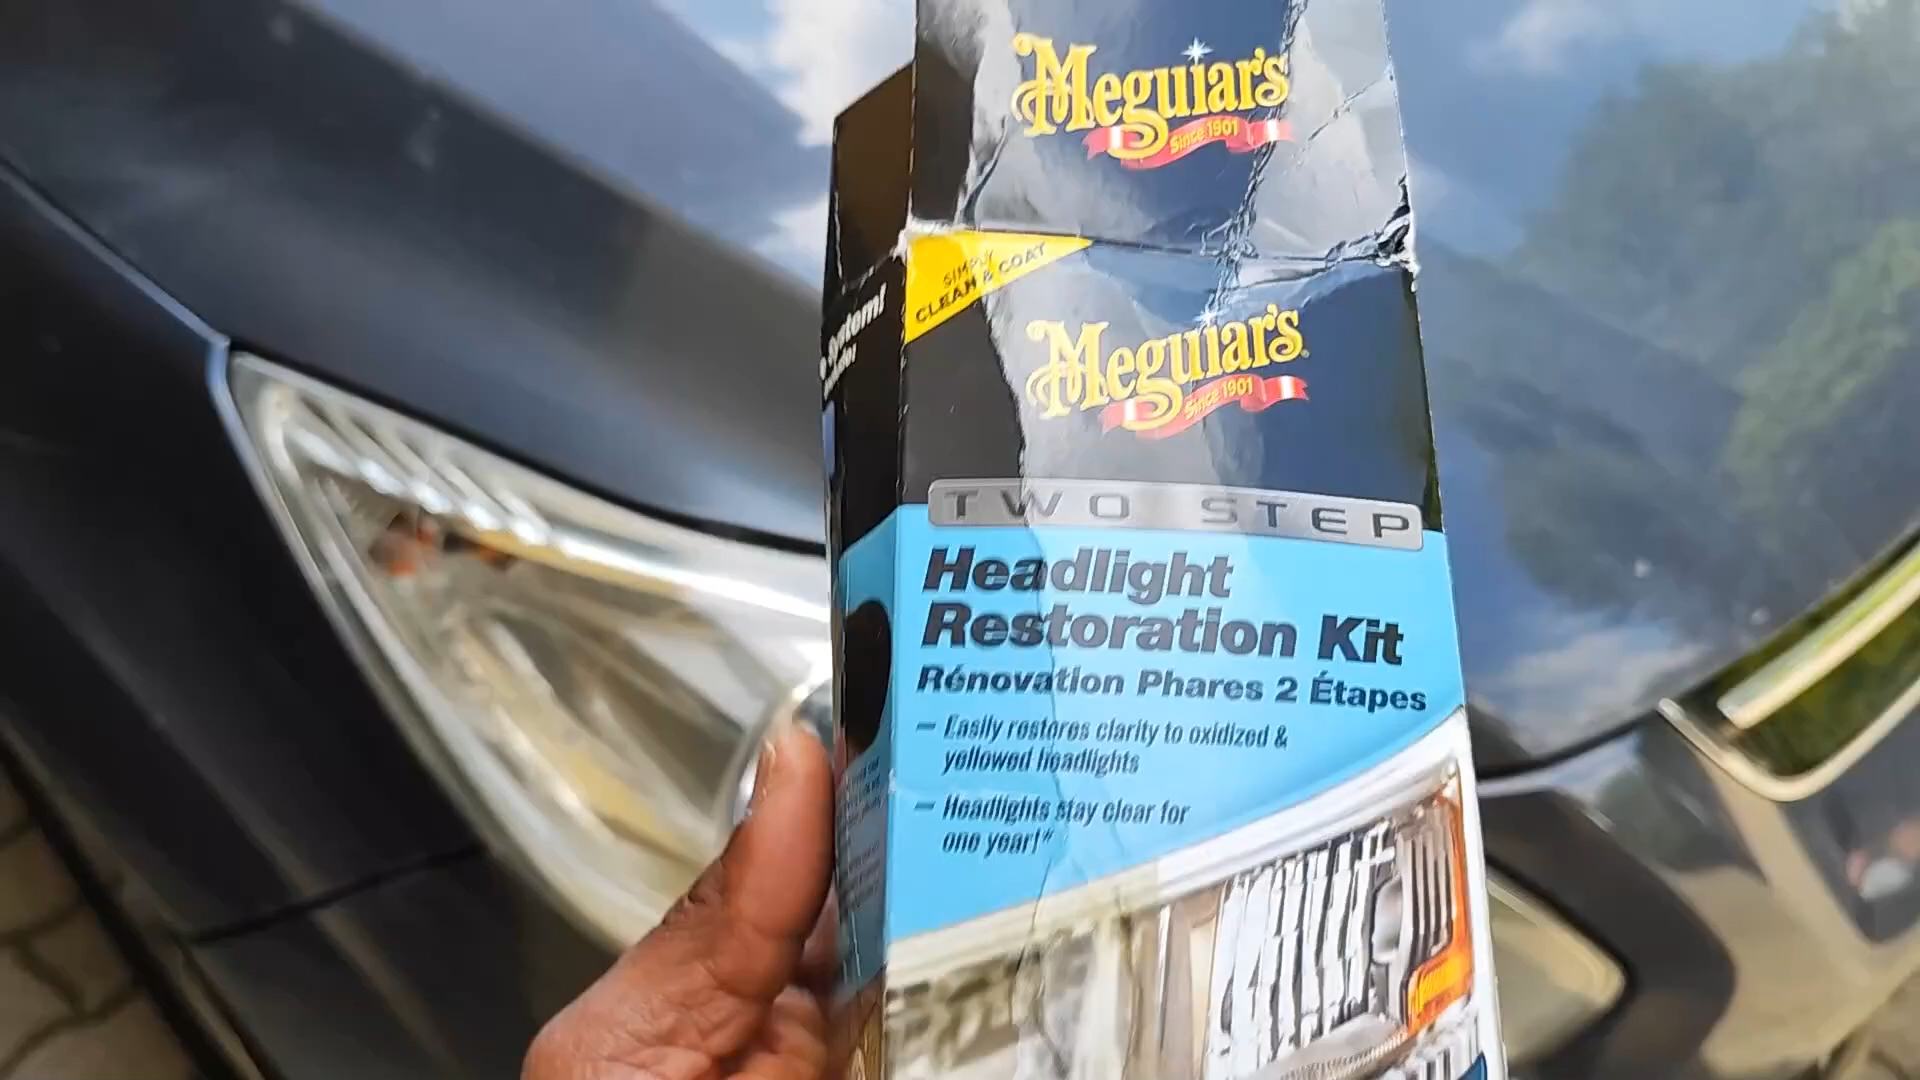 Meguiar's
Since 1901
SIMPLY
CLEAN & COAT
System!
Meguiar's
Since 1901
TWO STEP
Headlight
Restoration Kit
Rénovation Phares 2 Étapes
– Easily restores clarity to oxidized &
yellowed headlights
– Headlights stay clear for
one year!*